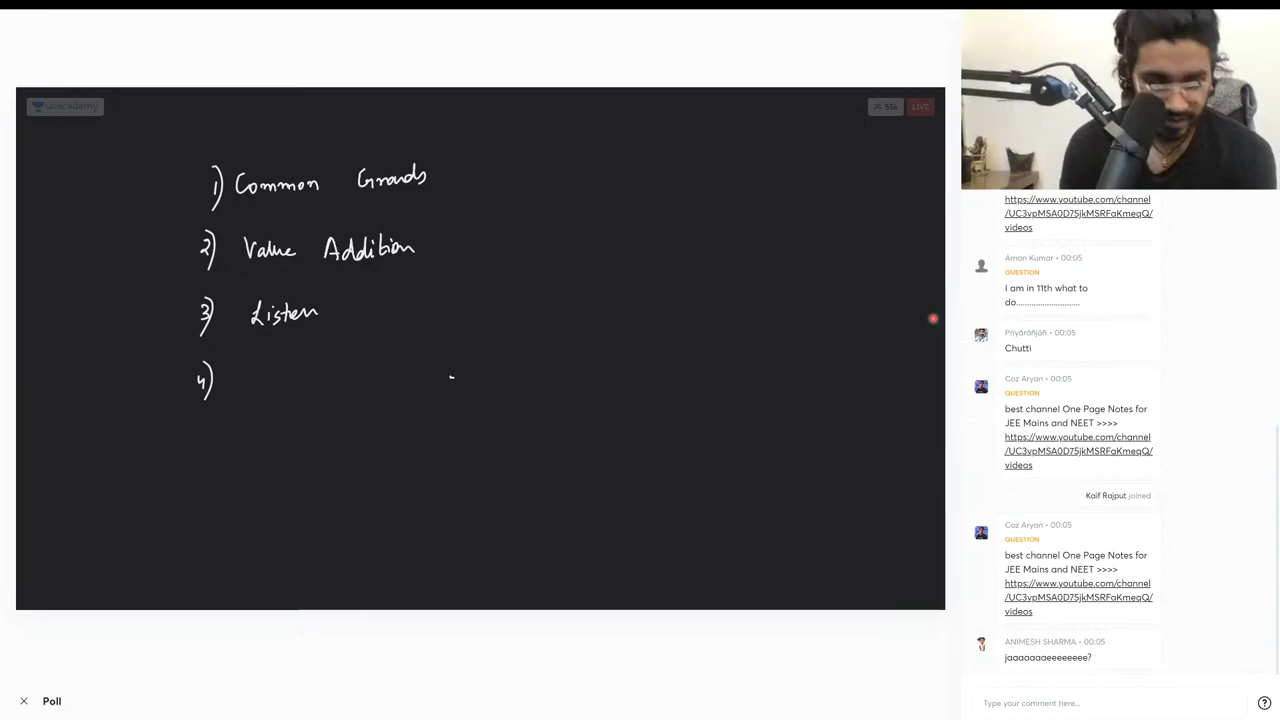 unacademy
55k LIVE
1) Common Grounds
2) Value Addition
3) Listen
4)
https://www.youtube.com/channel
/UC3vpMSA0D75jkMSRFaKmeqQ/
videos
Aman Kumar • 00:05
QUESTION
I am in 11th what to
do.............................
Prïyârâñjáñ • 00:05
Chutti
Coz Aryan • 00:05
QUESTION
best channel One Page Notes for
JEE Mains and NEET >>>>
https://www.youtube.com/channel
/UC3vpMSA0D75jkMSRFaKmeqQ/
videos
Kaif Rajput joined
Coz Aryan • 00:05
QUESTION
best channel One Page Notes for
JEE Mains and NEET >>>>
https://www.youtube.com/channel
/UC3vpMSA0D75jkMSRFaKmeqQ/
videos
ANIMESH SHARMA • 00:05
jaaaaaaaeeeeeeee?
× Poll
Type your comment here...
?